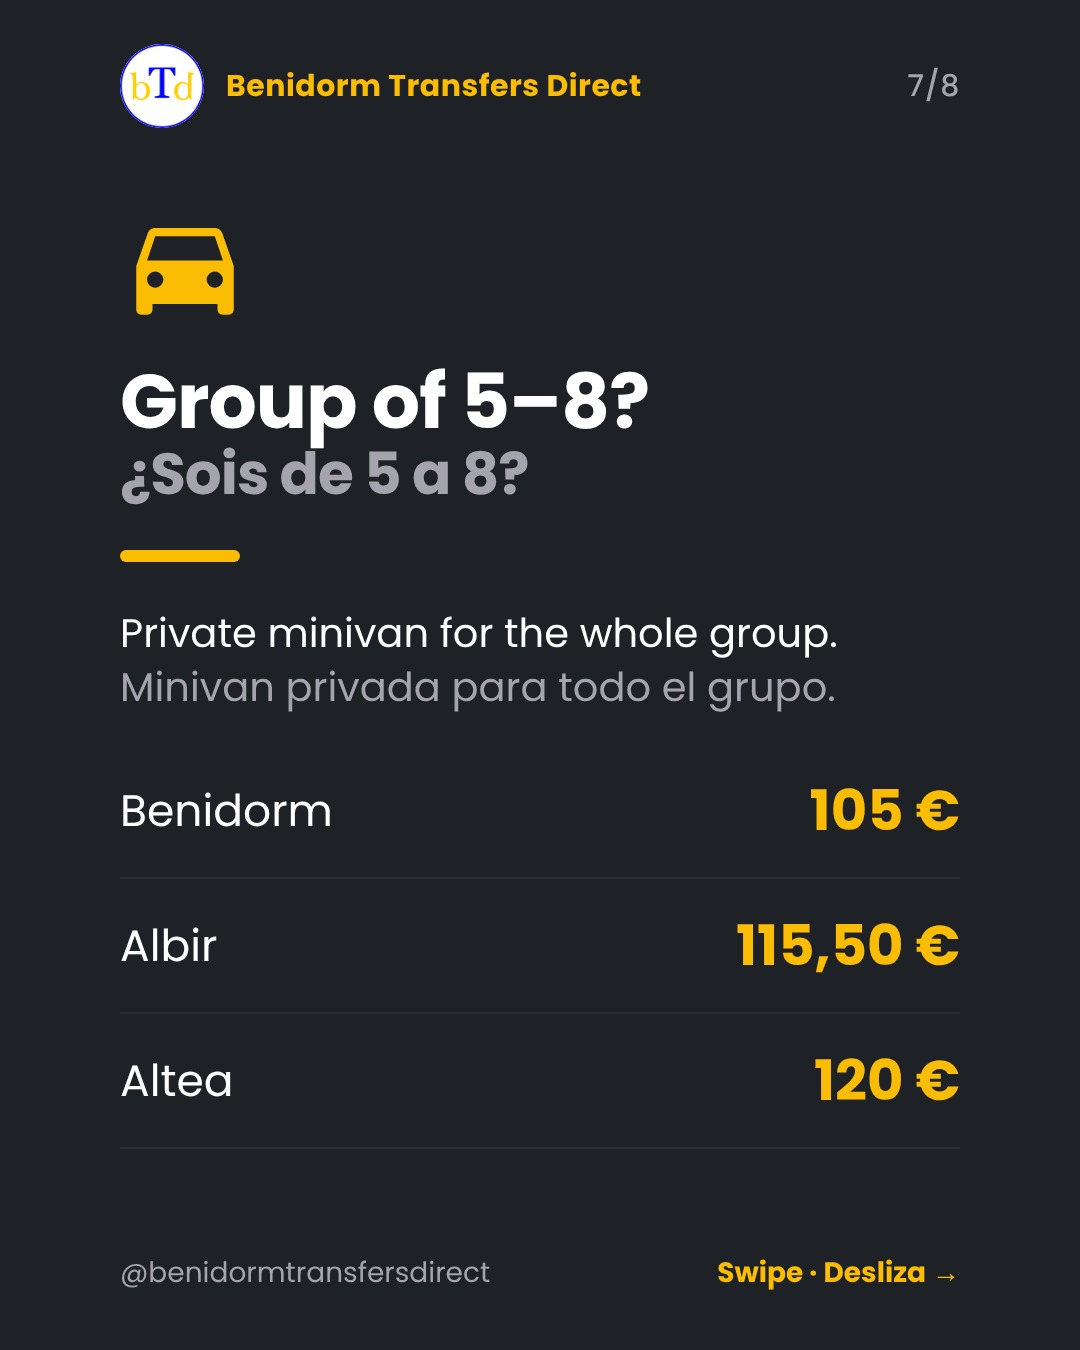 bTd
Benidorm Transfers Direct
7/8
Group of 5–8?
¿Sois de 5 a 8?
Private minivan for the whole group.
Minivan privada para todo el grupo.
Benidorm 105 €
Albir 115,50 €
Altea 120 €
@benidormtransfersdirect
Swipe · Desliza →